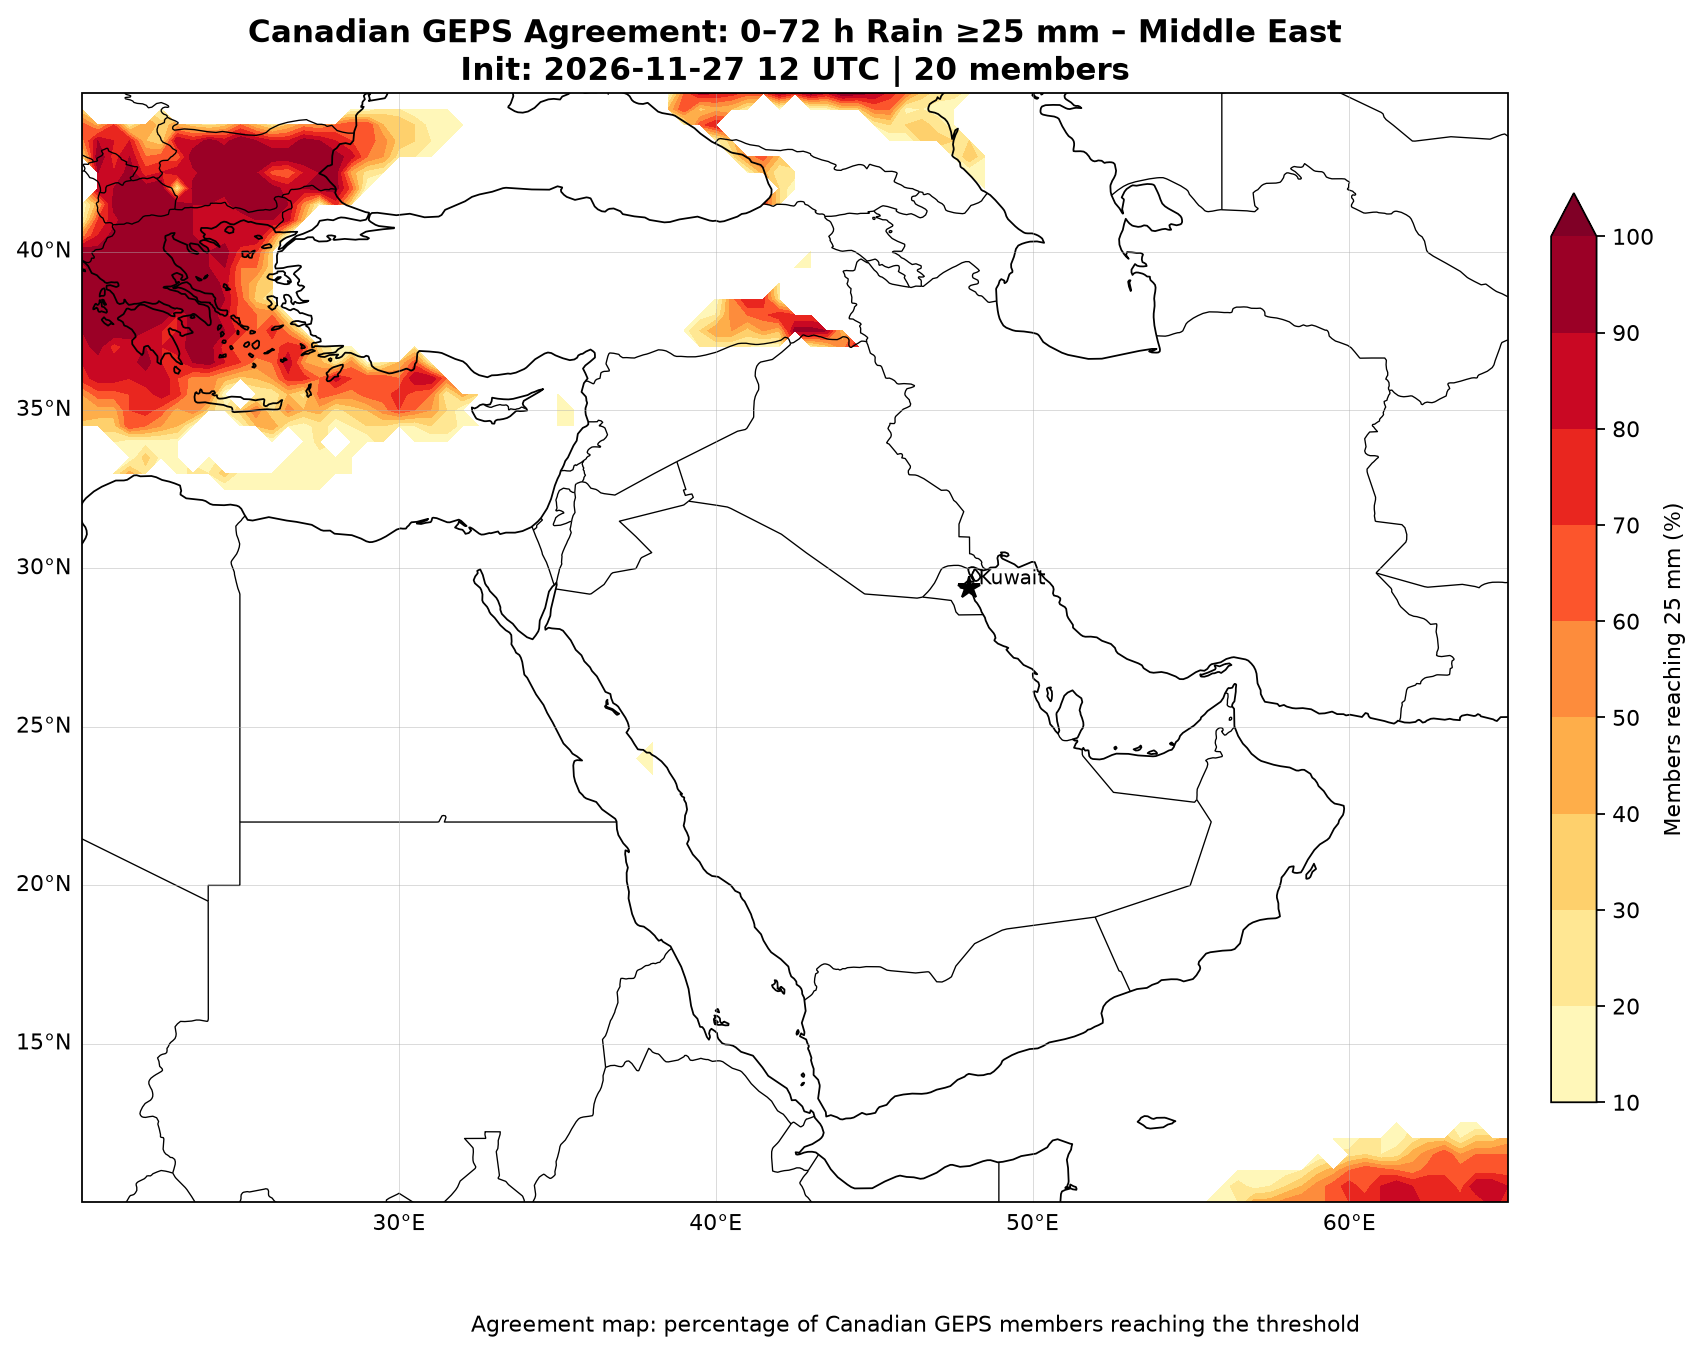 Canadian GEPS Agreement: 0–72 h Rain ≥25 mm – Middle East
Init: 2026-11-27 12 UTC | 20 members
40°N
35°N
30°N
25°N
20°N
15°N
30°E
40°E
50°E
60°E
Kuwait
100
90
80
70
60
50
40
30
20
10
Members reaching 25 mm (%)
Agreement map: percentage of Canadian GEPS members reaching the threshold